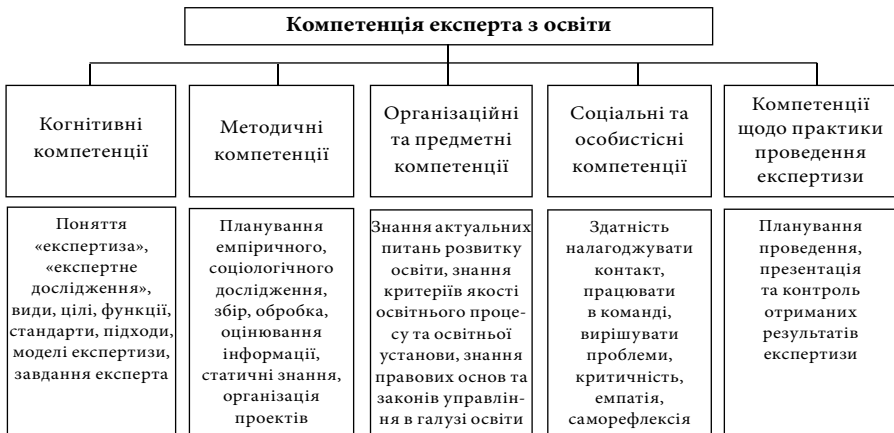 Компетенція експерта з освіти
Когнітивні
компетенції
Методичні
компетенції
Організаційні
та предметні
компетенції
Соціальні та
особистісні
компетенції
Компетенції
щодо практики
проведення
експертизи
Поняття
«експертиза»,
«експертне
дослідження»,
види, цілі, функції,
стандарти, підходи,
моделі експертизи,
завдання експерта
Планування
емпіричного,
соціологічного
дослідження,
збір, обробка,
оцінювання
інформації,
статичні знання,
організація
проектів
Знання актуальних
питань розвитку
освіти, знання
критеріїв якості
освітнього проце-
су та освітньої
установи, знання
правових основ та
законів управлін-
ня в галузі освіти
Здатність
налагоджувати
контакт,
працювати
в команді,
вирішувати
проблеми,
критичність,
емпатія,
саморефлексія
Планування
проведення,
презентація
та контроль
отриманих
результатів
експертизи